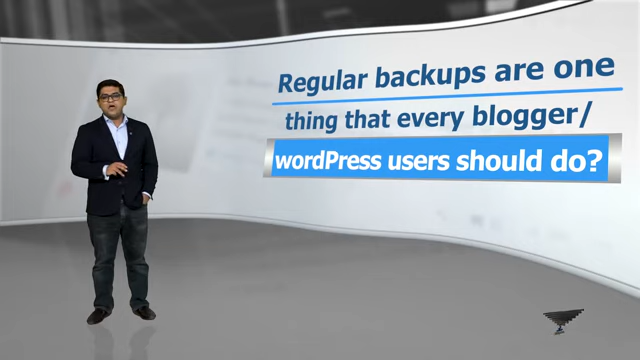 Regular backups are one
thing that every blogger/
wordPress users should do?